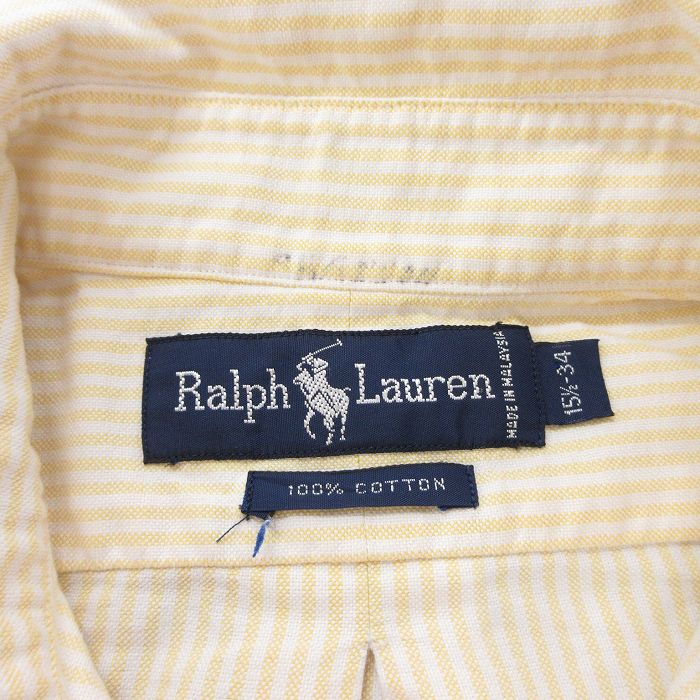 Ralph Lauren
MADE IN MALAYSIA
15½-34
100% COTTON